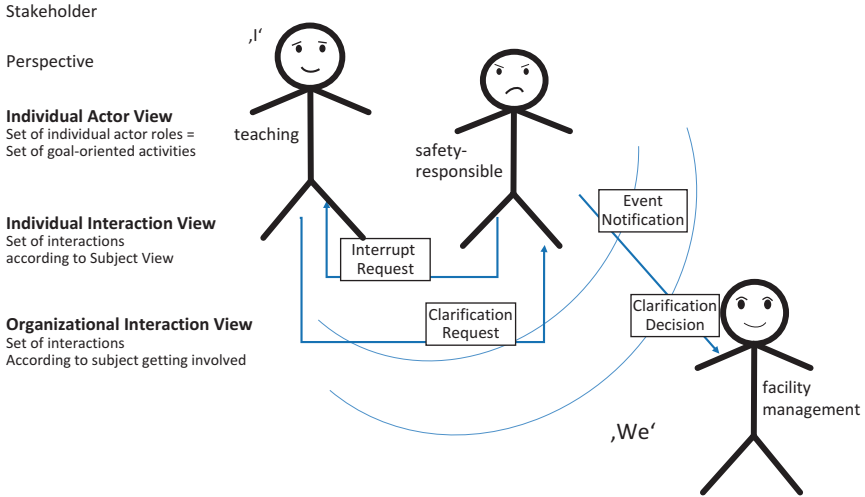 Stakeholder
Perspective
Individual Actor View
Set of individual actor roles =
Set of goal-oriented activities
Individual Interaction View
Set of interactions
according to Subject View
Organizational Interaction View
Set of interactions
According to subject getting involved
‚I‘
teaching
safety-
responsible
Interrupt
Request
Clarification
Request
Event
Notification
Clarification
Decision
facility
management
‚We‘